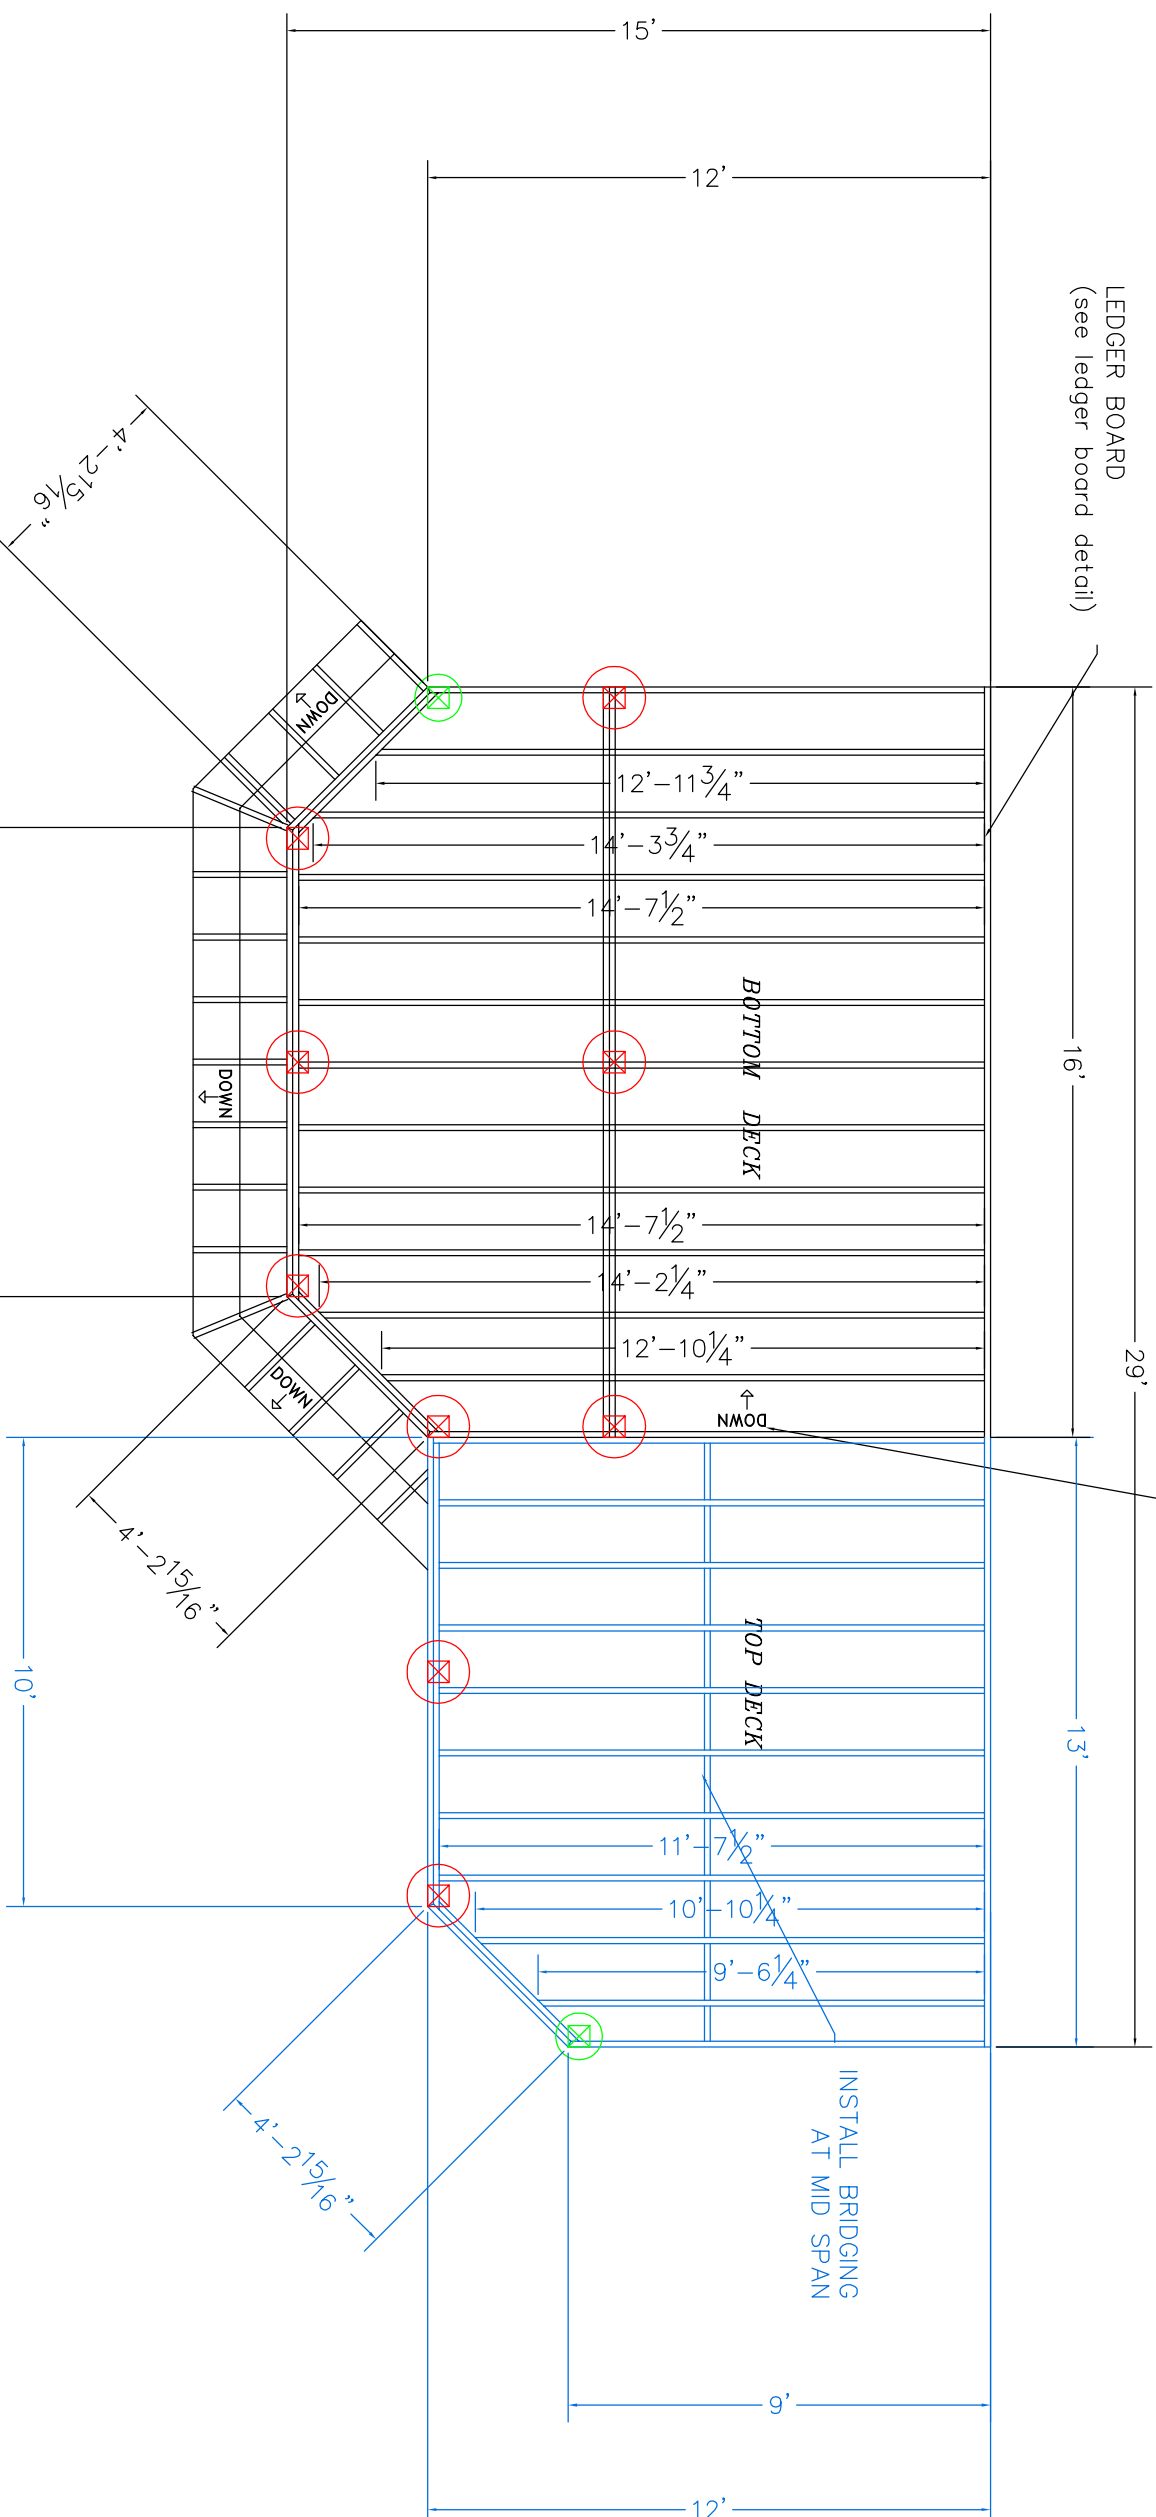 15'
12'
LEDGER BOARD
(see ledger board detail)
4'-2 15/16"
DOWN
12'-11 3/4"
14'-3 3/4"
14'-7 1/2"
BOTTOM DECK
16'
29'
DOWN
14'-7 1/2"
14'-2 1/4"
12'-10 1/4"
DOWN
DOWN
4'-2 15/16"
10'
TOP DECK
13'
11'-7 1/2"
10'-10 1/4"
9'-6 1/4"
4'-2 15/16"
INSTALL BRIDGING
AT MID SPAN
9'
12'